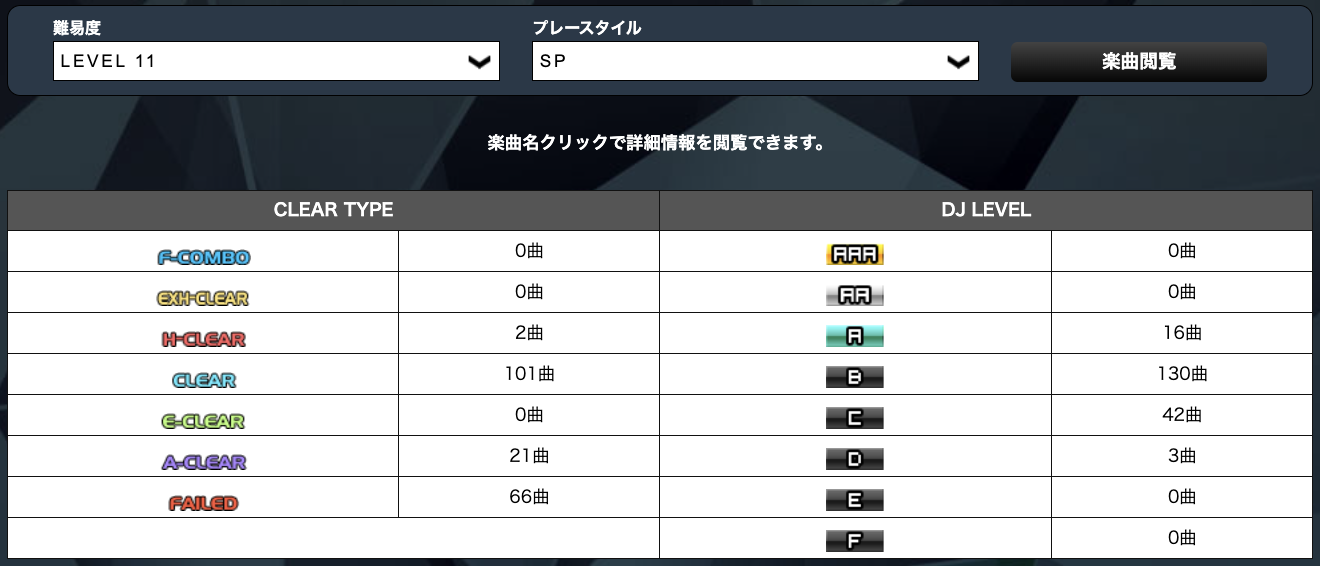 難易度 プレースタイル
LEVEL 11 SP 楽曲閲覧
楽曲名クリックで詳細情報を閲覧できます。
CLEAR TYPE DJ LEVEL
F-COMBO 0曲 AAA 0曲
EXH-CLEAR 0曲 AA 0曲
H-CLEAR 2曲 A 16曲
CLEAR 101曲 B 130曲
E-CLEAR 0曲 C 42曲
A-CLEAR 21曲 D 3曲
FAILED 66曲 E 0曲
F 0曲